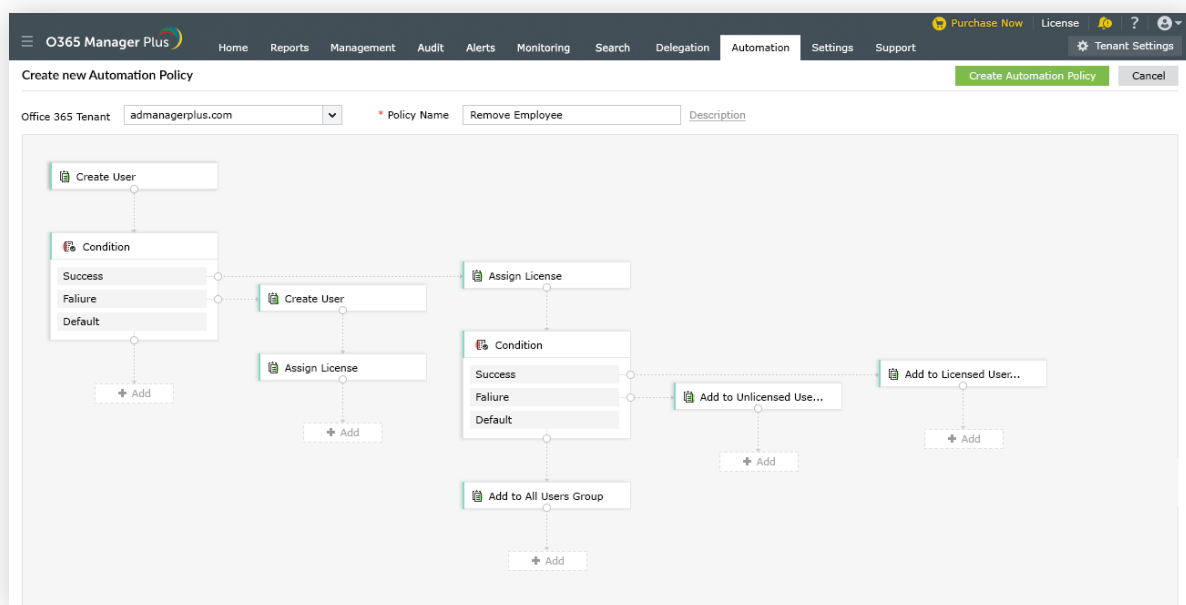 Purchase Now License ?
O365 Manager Plus
Home Reports Management Audit Alerts Monitoring Search Delegation Automation Settings Support Tenant Settings
Create new Automation Policy Create Automation Policy Cancel
Office 365 Tenant admanagerplus.com * Policy Name Remove Employee Description
Create User
Condition
Success
Faliure
Default
+ Add
Create User
Assign License
+ Add
Assign License
Condition
Success
Faliure
Default
Add to All Users Group
+ Add
Add to Unlicensed Use...
+ Add
Add to Licensed User...
+ Add